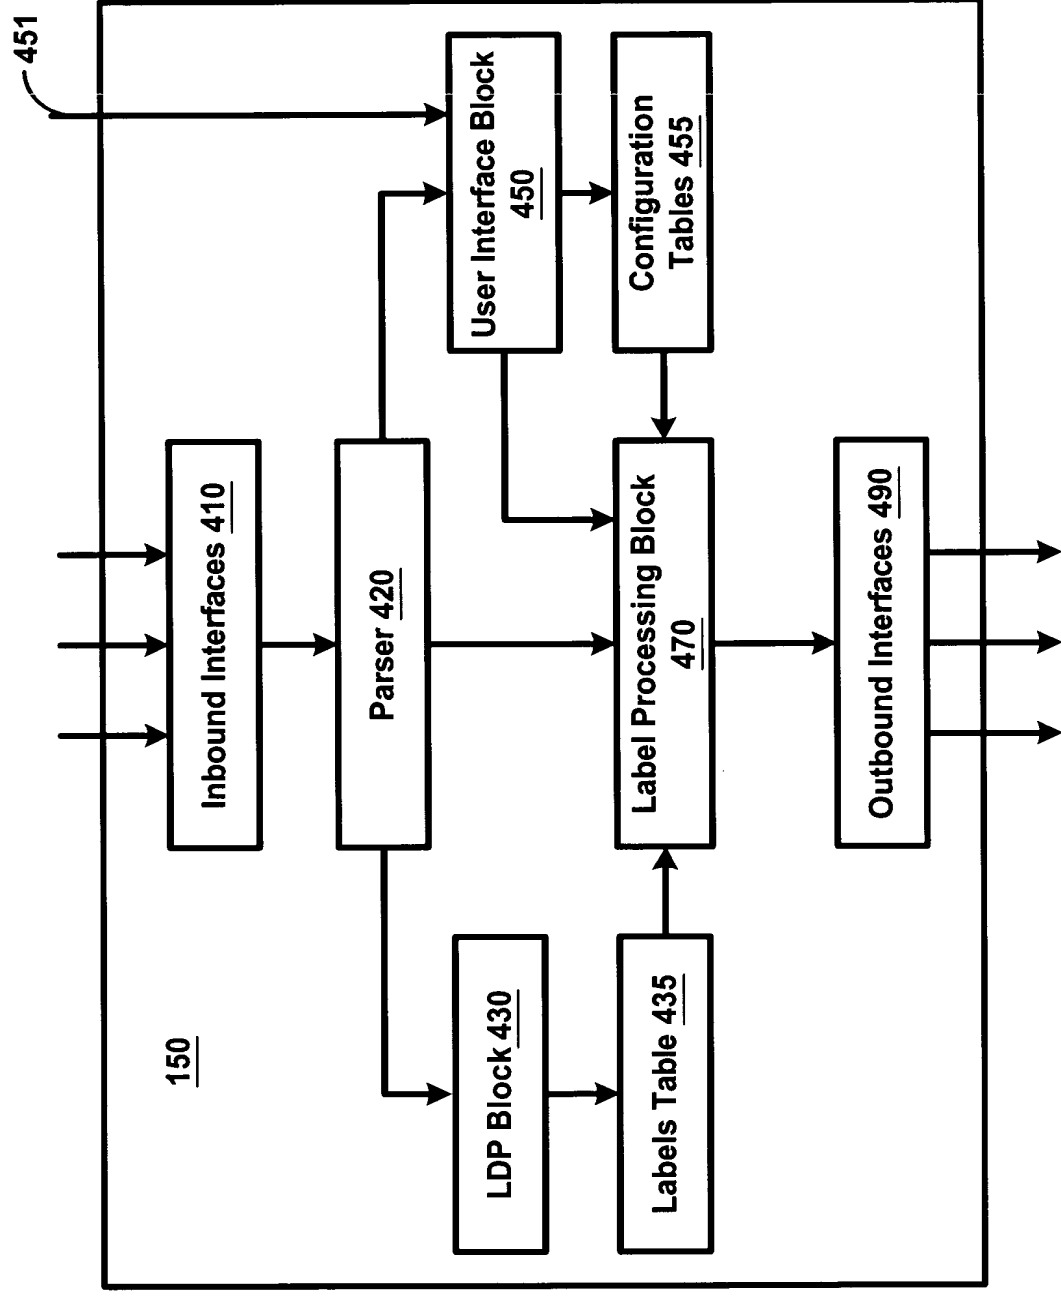 451
150
Inbound Interfaces 410
Parser 420
User Interface Block
450
Configuration
Tables 455
LDP Block 430
Labels Table 435
Label Processing Block
470
Outbound Interfaces 490